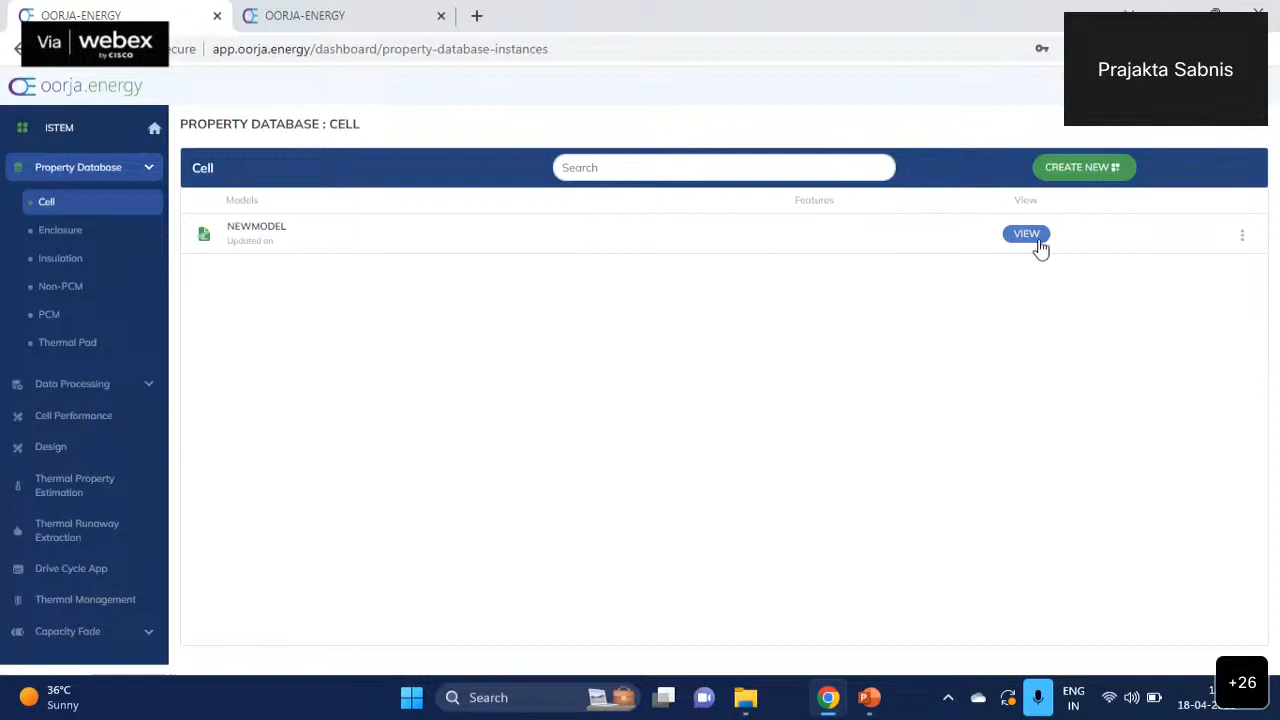 OORJA-ENERGY
OORJA-ENERGY
Via webex
by CISCO
cure
app.oorja.energy/dashboard/property-database-instances
Prajakta Sabnis
oorja.energy
ISTEM
PROPERTY DATABASE : CELL
Property Database
Cell
Search
CREATE NEW
Models
Features
View
Cell
Enclosure
Insulation
Non-PCM
PCM
Thermal Pad
NEWMODEL
Updated on
VIEW
Data Processing
Cell Performance
Design
Thermal Property
Estimation
Thermal Runaway
Extraction
Drive Cycle App
Thermal Management
Capacity Fade
36°C
Sunny
Search
ENG
IN
+26